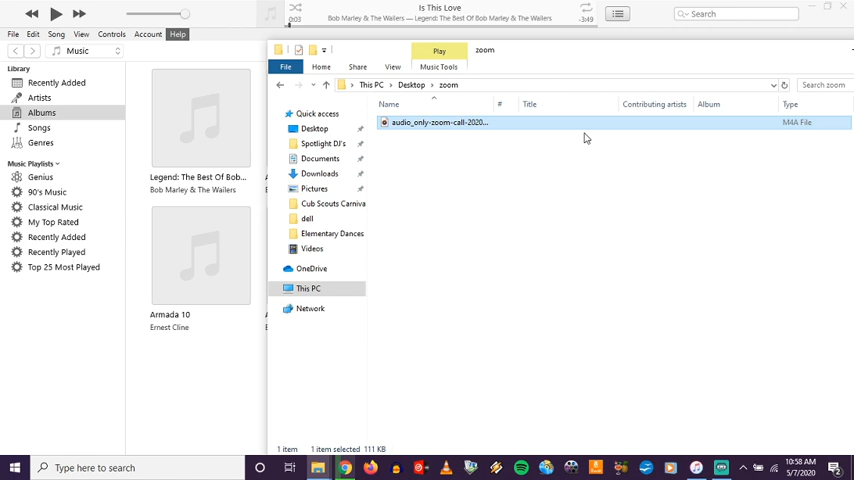 Is This Love
0:03
Bob Marley & The Wailers — Legend: The Best Of Bob Marley & The Wailers
-3:49
Search
File Edit Song View Controls Account Help
Music
Library
Recently Added
Artists
Albums
Songs
Genres
Music Playlists
Genius
90's Music
Classical Music
My Top Rated
Recently Added
Recently Played
Top 25 Most Played
Legend: The Best Of Bob...
Bob Marley & The Wailers
Armada 10
Ernest Cline
Play
zoom
File Home Share View Music Tools
This PC Desktop zoom
Search zoom
Name # Title Contributing artists Album Type
audio_only-zoom-call-2020... M4A File
Quick access
Desktop
Spotlight DJ's
Documents
Downloads
Pictures
Cub Scouts Carniva
dell
Elementary Dances
Videos
OneDrive
This PC
Network
1 item 1 item selected 111 KB
Type here to search
10:58 AM
5/7/2020
2